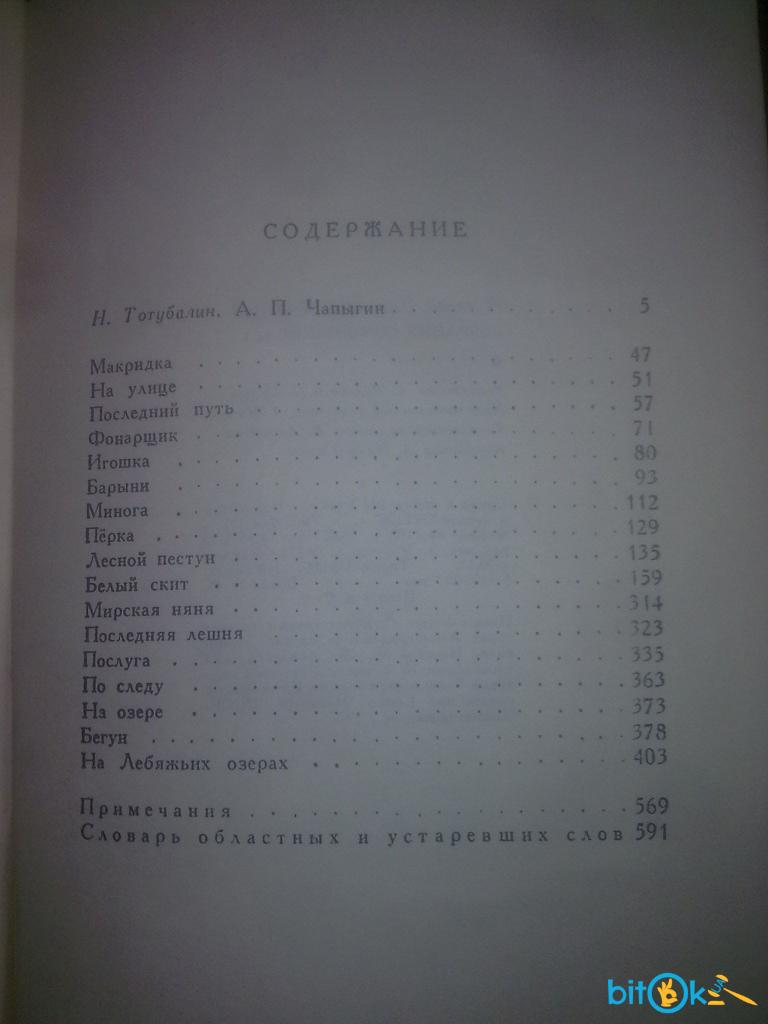 СОДЕРЖАНИЕ
Н. Тотубалин. А. П. Чапыгин . . . . . . . . . . . 5
Макридка . . . . . . . . . . . . . . . . . 47
На улице . . . . . . . . . . . . . . . . . 51
Последний путь . . . . . . . . . . . . . . . 57
Фонарщик . . . . . . . . . . . . . . . . . 71
Игошка . . . . . . . . . . . . . . . . . . 80
Барыни . . . . . . . . . . . . . . . . . . 93
Минога . . . . . . . . . . . . . . . . . . 112
Пёрка . . . . . . . . . . . . . . . . . . 129
Лесной пестун . . . . . . . . . . . . . . . 135
Белый скит . . . . . . . . . . . . . . . . 159
Мирская няня . . . . . . . . . . . . . . . 314
Последняя лешня . . . . . . . . . . . . . . 323
Послуга . . . . . . . . . . . . . . . . . 335
По следу . . . . . . . . . . . . . . . . . 363
На озере . . . . . . . . . . . . . . . . . 373
Бегун . . . . . . . . . . . . . . . . . . 378
На Лебяжьих озерах . . . . . . . . . . . . 403
Примечания . . . . . . . . . . . . . . . 569
Словарь областных и устаревших слов 591
bitOk UA